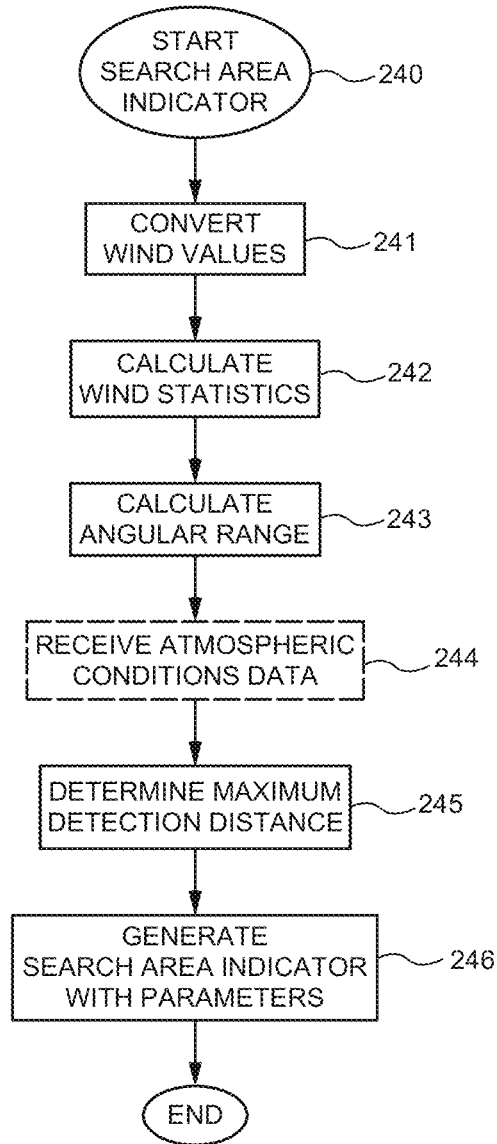 START
SEARCH AREA
INDICATOR
240
CONVERT
WIND VALUES
241
CALCULATE
WIND STATISTICS
242
CALCULATE
ANGULAR RANGE
243
RECEIVE ATMOSPHERIC
CONDITIONS DATA
244
DETERMINE MAXIMUM
DETECTION DISTANCE
245
GENERATE
SEARCH AREA INDICATOR
WITH PARAMETERS
246
END